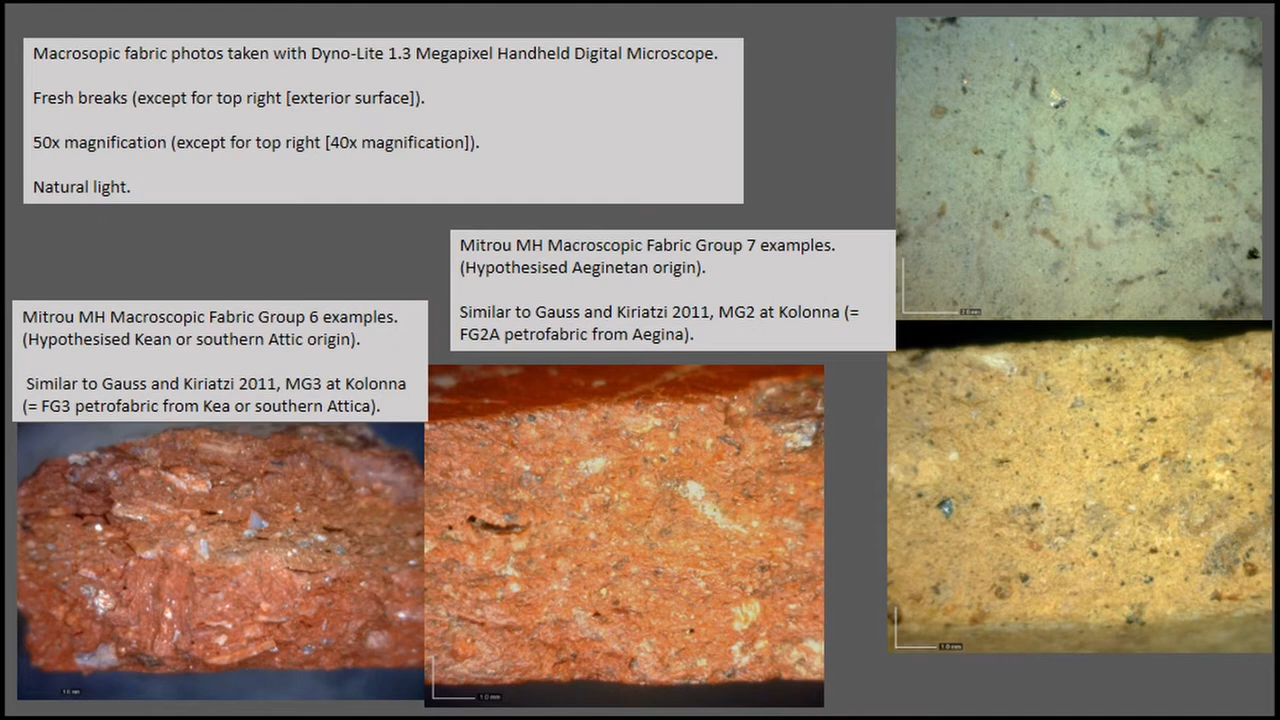 Macrosopic fabric photos taken with Dyno-Lite 1.3 Megapixel Handheld Digital Microscope.
Fresh breaks (except for top right [exterior surface]).
50x magnification (except for top right [40x magnification]).
Natural light.
Mitrou MH Macroscopic Fabric Group 7 examples.
(Hypothesised Aeginetan origin).
Similar to Gauss and Kiriatzi 2011, MG2 at Kolonna (=
FG2A petrofabric from Aegina).
Mitrou MH Macroscopic Fabric Group 6 examples.
(Hypothesised Kean or southern Attic origin).
Similar to Gauss and Kiriatzi 2011, MG3 at Kolonna
(= FG3 petrofabric from Kea or southern Attica).
1.0 mm
1.0 mm